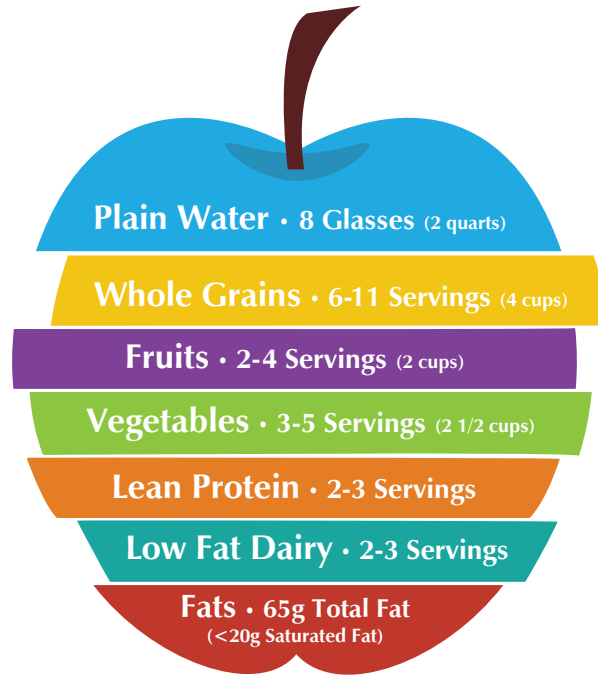 Plain Water · 8 Glasses (2 quarts)
Whole Grains · 6-11 Servings (4 cups)
Fruits · 2-4 Servings (2 cups)
Vegetables · 3-5 Servings (2 1/2 cups)
Lean Protein · 2-3 Servings
Low Fat Dairy · 2-3 Servings
Fats · 65g Total Fat
(<20g Saturated Fat)